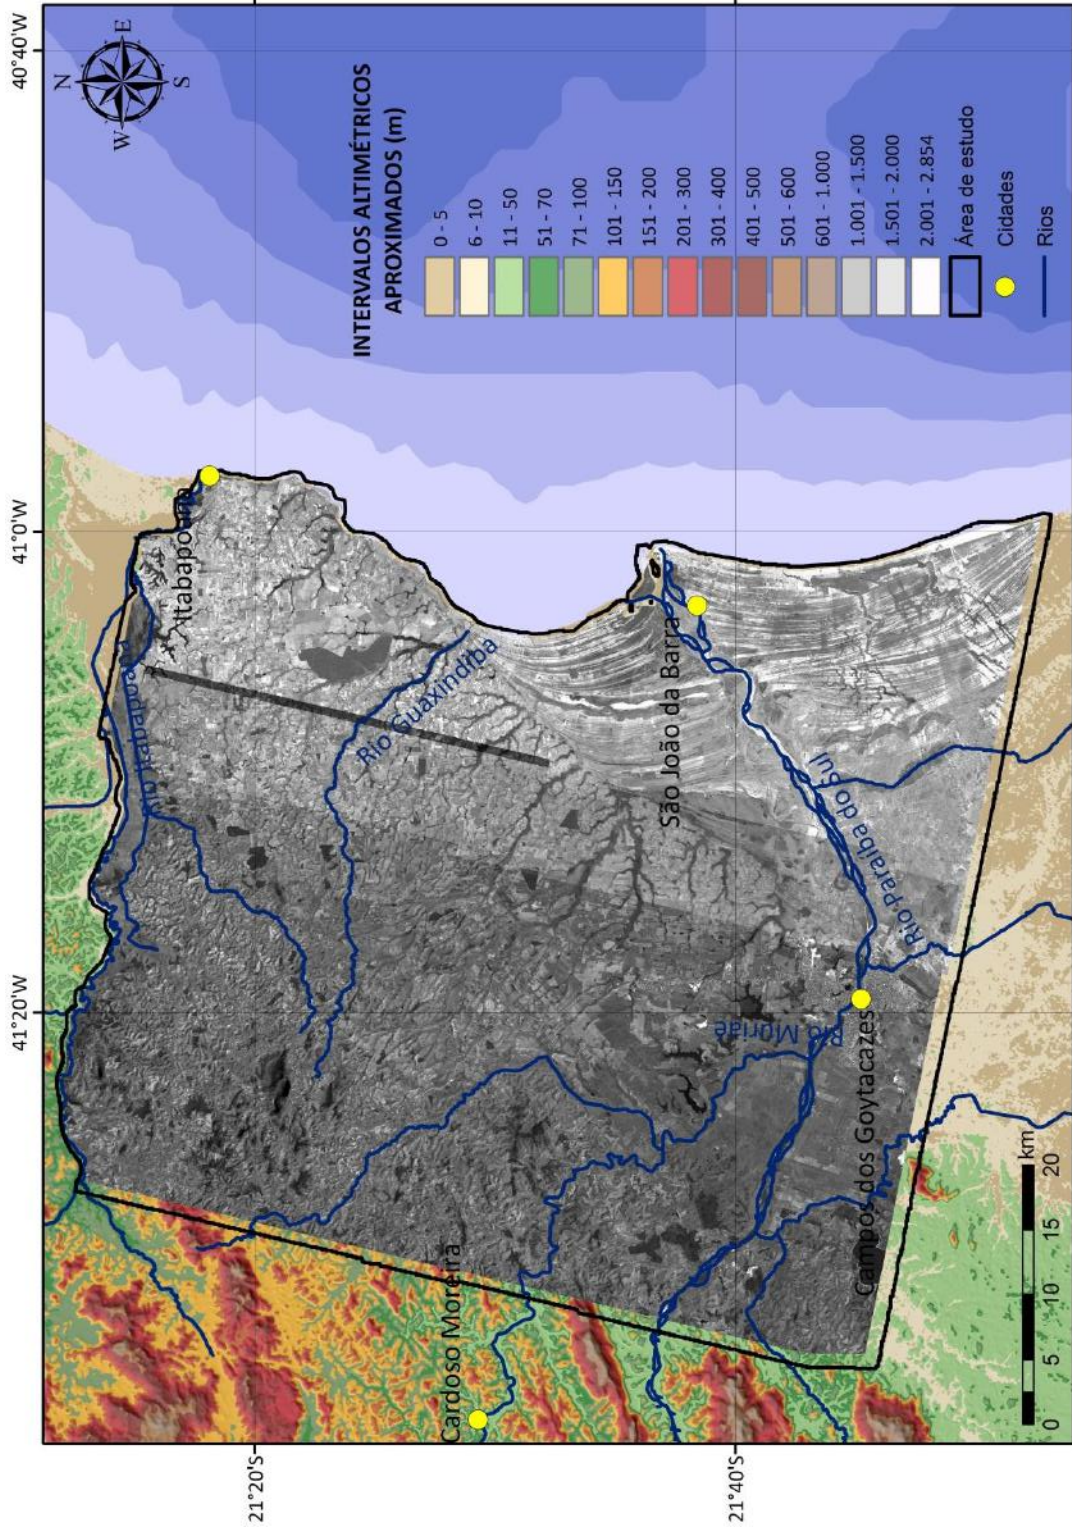 40°40'W
41°0'W
41°20'W
21°20'S
21°40'S
N
E
S
W
INTERVALOS ALTIMÉTRICOS
APROXIMADOS (m)
0 - 5
6 - 10
11 - 50
51 - 70
71 - 100
101 - 150
151 - 200
201 - 300
301 - 400
401 - 500
501 - 600
601 - 1.000
1.001 - 1.500
1.501 - 2.000
2.001 - 2.854
Área de estudo
Cidades
Rios
Itabapoana
Rio Itabapoana
Rio Guaxindiba
São João da Barra
Rio Paraíba do Sul
Rio Muriaé
Campos dos Goytacazes
Cardoso Moreira
0 5 10 15 20
km